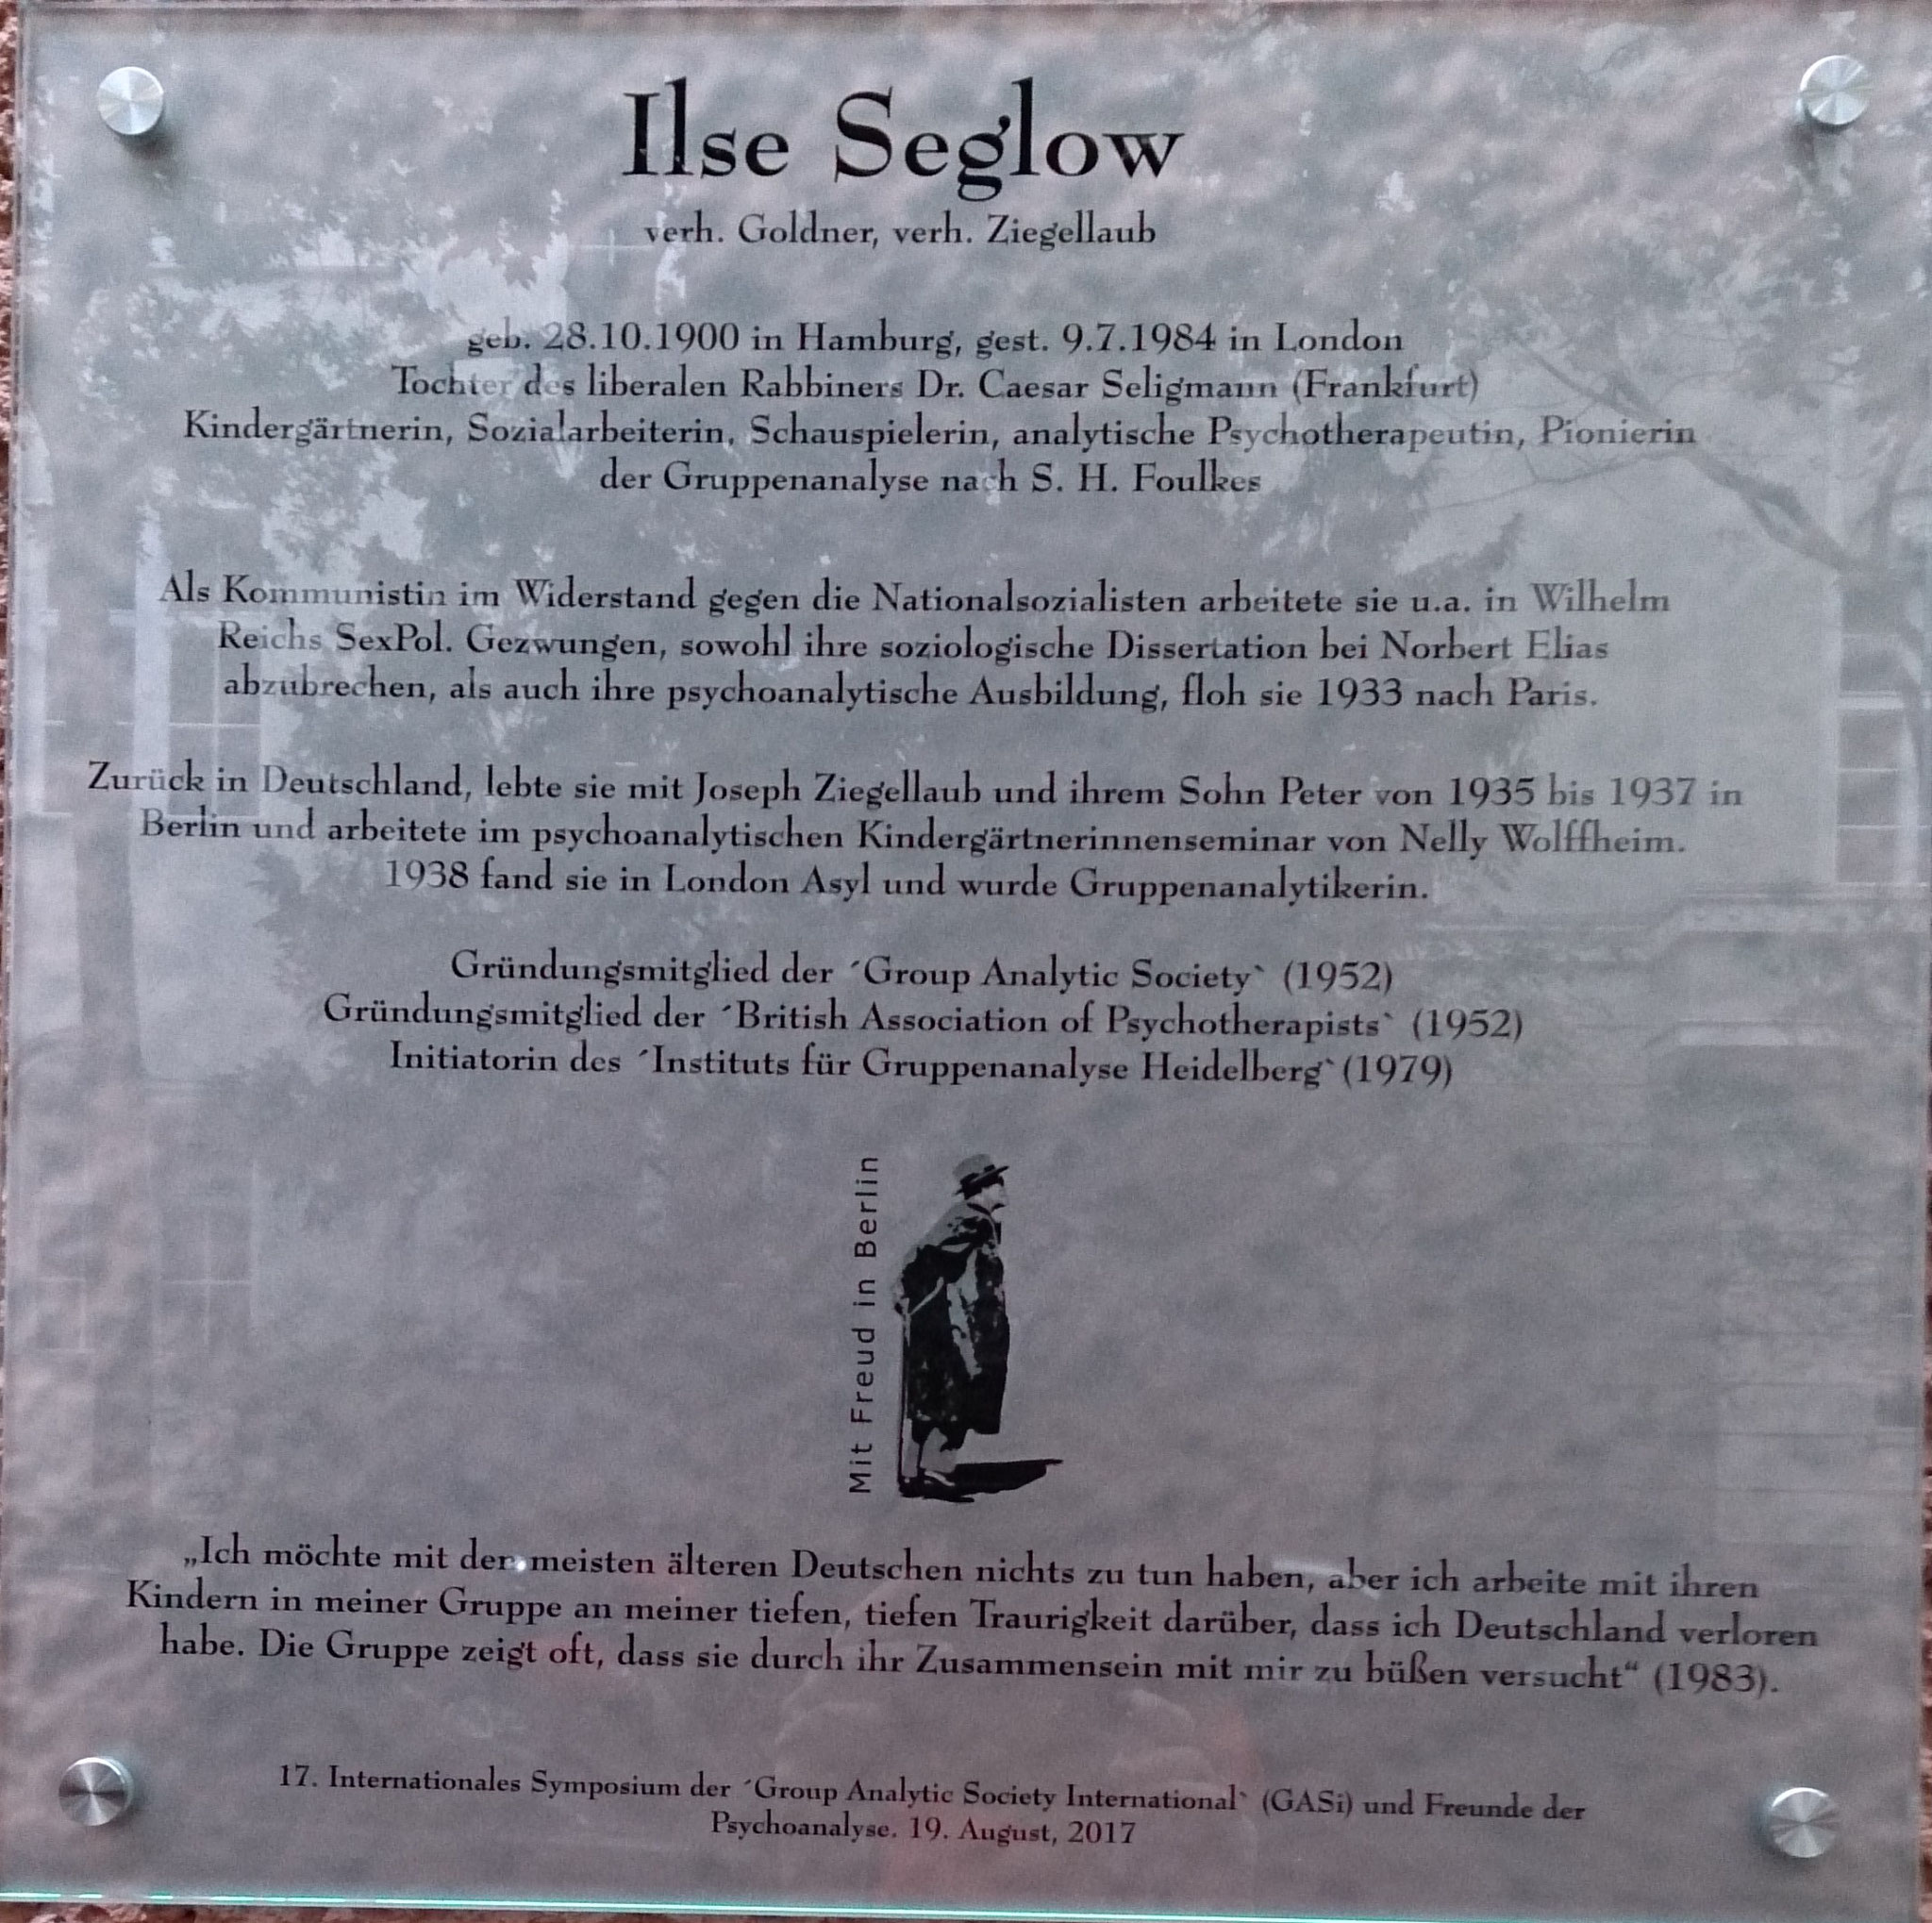 Ilse Seglow
verh. Goldner, verh. Ziegellaub
geb. 28.10.1900 in Hamburg, gest. 9.7.1984 in London
Tochter des liberalen Rabbiners Dr. Caesar Seligmann (Frankfurt)
Kindergärtnerin, Sozialarbeiterin, Schauspielerin, analytische Psychotherapeutin, Pionierin
der Gruppenanalyse nach S. H. Foulkes
Als Kommunistin im Widerstand gegen die Nationalsozialisten arbeitete sie u.a. in Wilhelm
Reichs SexPol. Gezwungen, sowohl ihre soziologische Dissertation bei Norbert Elias
abzubrechen, als auch ihre psychoanalytische Ausbildung, floh sie 1933 nach Paris.
Zurück in Deutschland, lebte sie mit Joseph Ziegellaub und ihrem Sohn Peter von 1935 bis 1937 in
Berlin und arbeitete im psychoanalytischen Kindergärtnerinnenseminar von Nelly Wolffheim.
1938 fand sie in London Asyl und wurde Gruppenanalytikerin.
Gründungsmitglied der ´Group Analytic Society` (1952)
Gründungsmitglied der ´British Association of Psychotherapists` (1952)
Initiatorin des ´Instituts für Gruppenanalyse Heidelberg` (1979)
Mit Freud in Berlin
„Ich möchte mit den meisten älteren Deutschen nichts zu tun haben, aber ich arbeite mit ihren
Kindern in meiner Gruppe an meiner tiefen, tiefen Traurigkeit darüber, dass ich Deutschland verloren
habe. Die Gruppe zeigt oft, dass sie durch ihr Zusammensein mit mir zu büßen versucht“ (1983).
17. Internationales Symposium der ´Group Analytic Society International` (GASi) und Freunde der
Psychoanalyse. 19. August, 2017